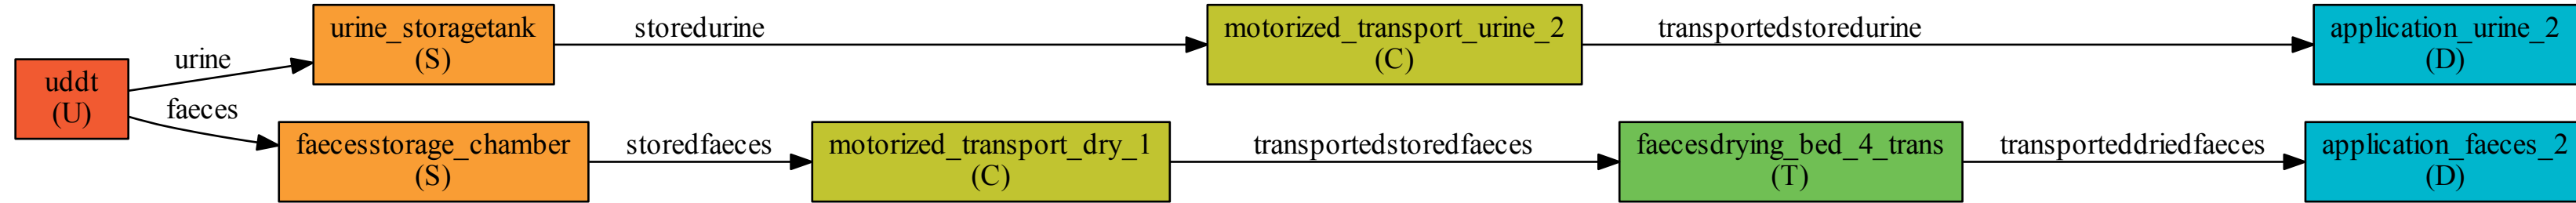 uddt
(U)
urine
faeces
urine_storagetank
(S)
storedurine
motorized_transport_urine_2
(C)
transportedstoredurine
application_urine_2
(D)
faecesstorage_chamber
(S)
storedfaeces
motorized_transport_dry_1
(C)
transportedstoredfaeces
faecesdrying_bed_4_trans
(T)
transporteddriedfaeces
application_faeces_2
(D)